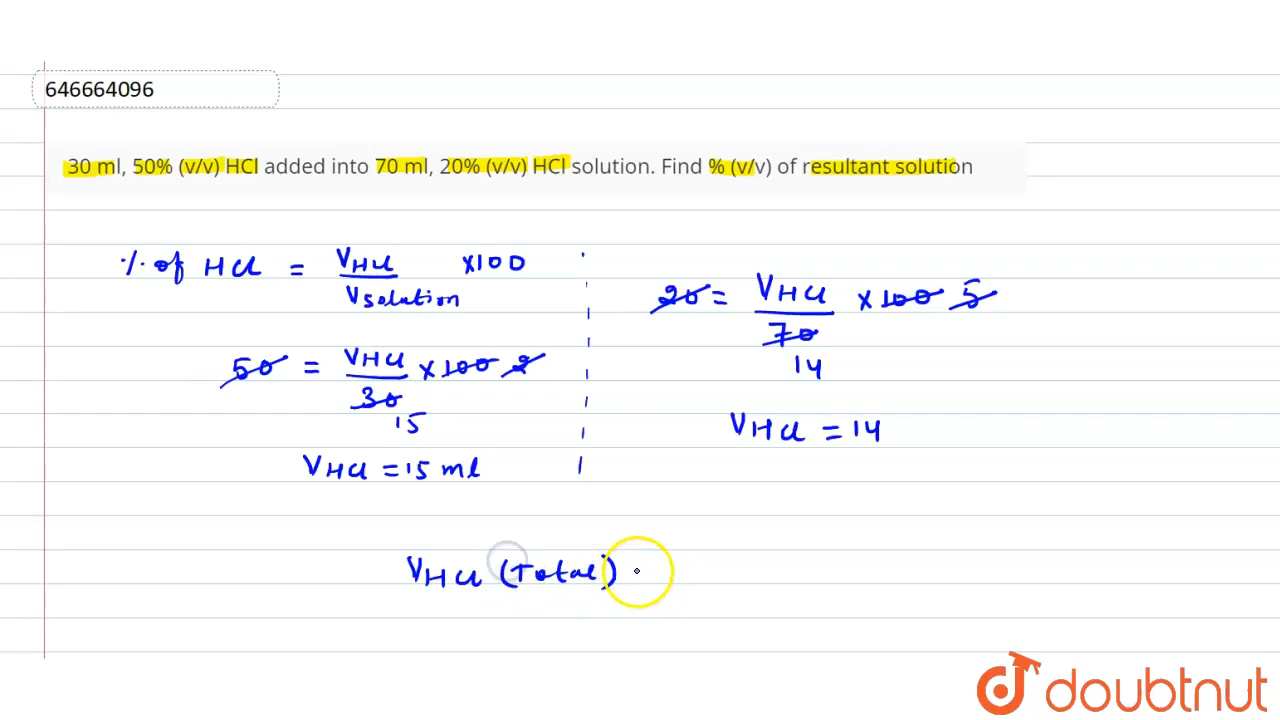 646664096
30 ml, 50% (v/v) HCl added into 70 ml, 20% (v/v) HCl solution. Find % (v/v) of resultant solution
% of HCl = VHCl / Vsolution ×100
50 = VHCl / 30 ×100 2
15
VHCl = 15 ml
20 = VHCl / 70 ×100 5
14
VHCl = 14
VHCl (Total)
doubtnut